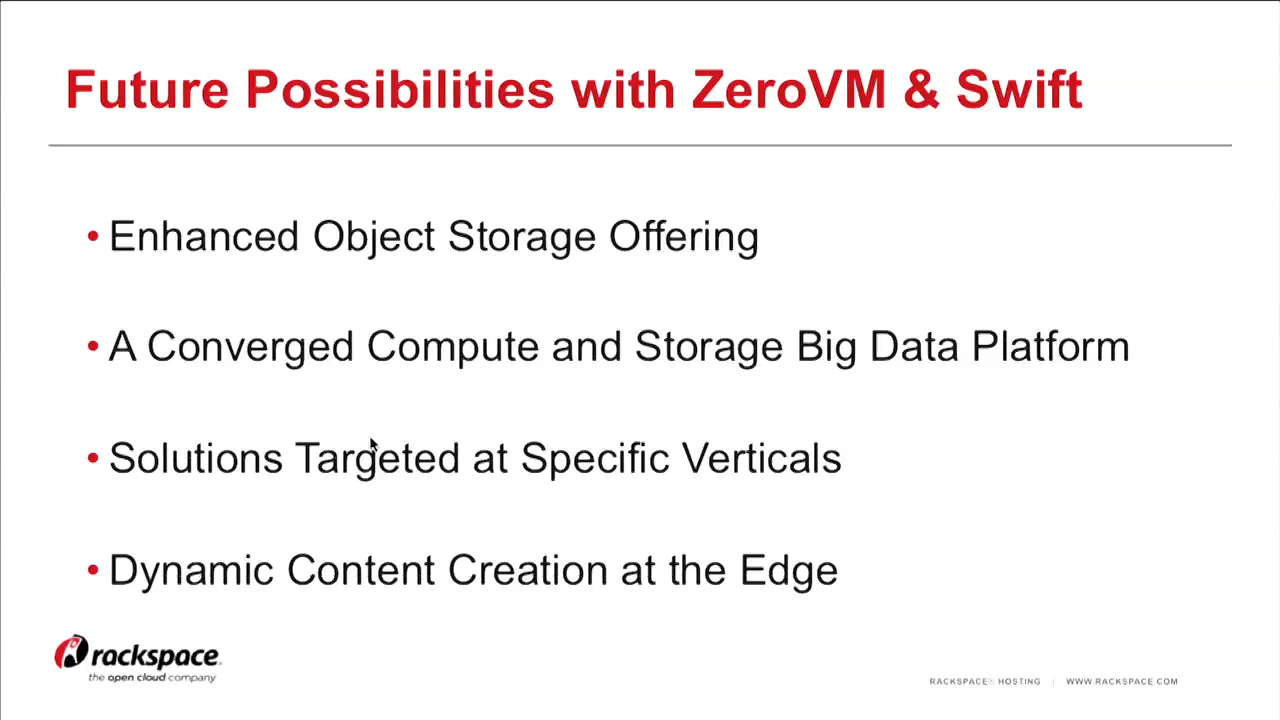 Future Possibilities with ZeroVM & Swift
• Enhanced Object Storage Offering
• A Converged Compute and Storage Big Data Platform
• Solutions Targeted at Specific Verticals
• Dynamic Content Creation at the Edge
rackspace.
the open cloud company
RACKSPACE® HOSTING | WWW.RACKSPACE.COM